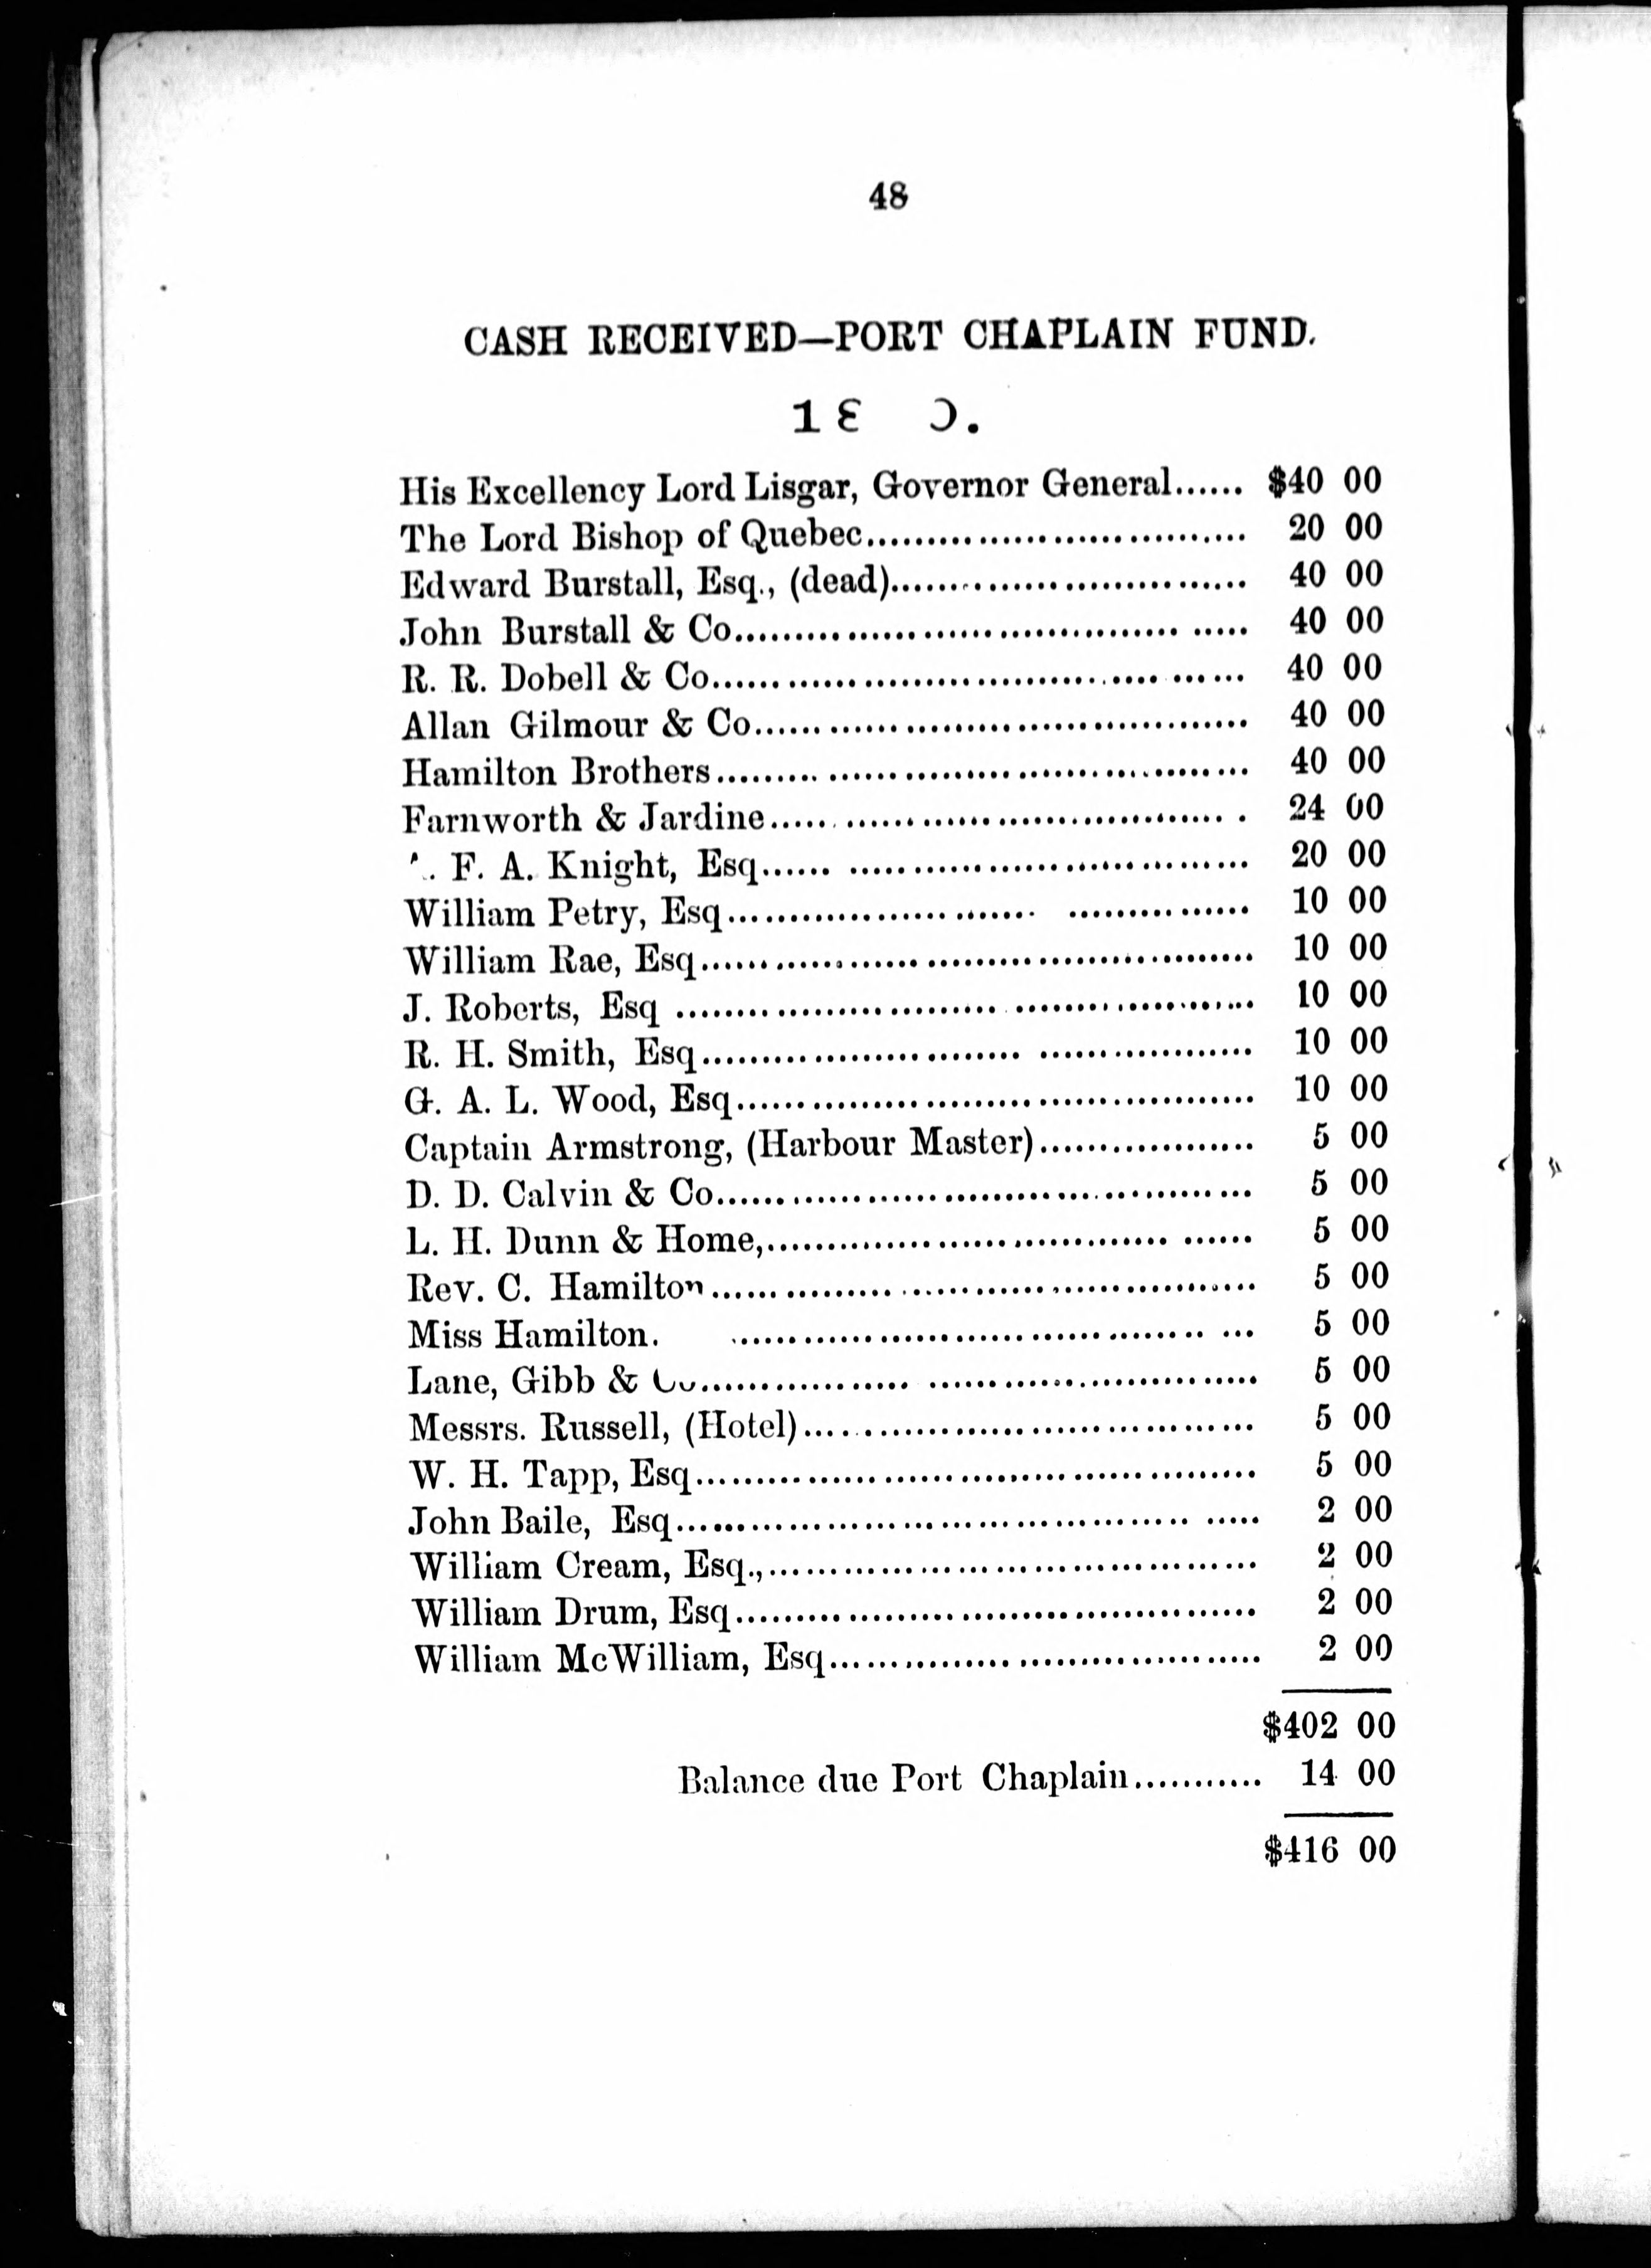 48
CASH RECEIVED—PORT CHAPLAIN FUND.
His Excellency Lord Lisgar, Governor General...... $40 00
The Lord Bishop of Quebec.............................. 20 00
Edward Burstall, Esq., (dead).............................. 40 00
John Burstall & Co.............................. 40 00
R. R. Dobell & Co.............................. 40 00
Allan Gilmour & Co.............................. 40 00
Hamilton Brothers.............................. 40 00
Farnworth & Jardine.............................. 24 00
F. A. Knight, Esq.............................. 20 00
William Petry, Esq.............................. 10 00
William Rae, Esq.............................. 10 00
J. Roberts, Esq .............................. 10 00
R. H. Smith, Esq.............................. 10 00
G. A. L. Wood, Esq.............................. 10 00
Captain Armstrong, (Harbour Master).................. 5 00
D. D. Calvin & Co.............................. 5 00
L. H. Dunn & Home,.............................. 5 00
Rev. C. Hamilton.............................. 5 00
Miss Hamilton. .............................. 5 00
Lane, Gibb & Co.............................. 5 00
Messrs. Russell, (Hotel).............................. 5 00
W. H. Tapp, Esq.............................. 5 00
John Baile, Esq.............................. 2 00
William Cream, Esq.,.............................. 2 00
William Drum, Esq.............................. 2 00
William McWilliam, Esq.............................. 2 00
$402 00
Balance due Port Chaplain........... 14 00
$416 00